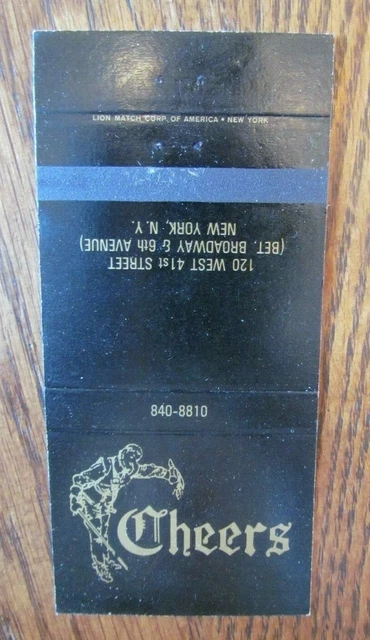 LION MATCH CORP. OF AMERICA • NEW YORK
120 WEST 41st STREET
(BET. BROADWAY & 6th AVENUE)
NEW YORK, N.Y.
840-8810
Cheers